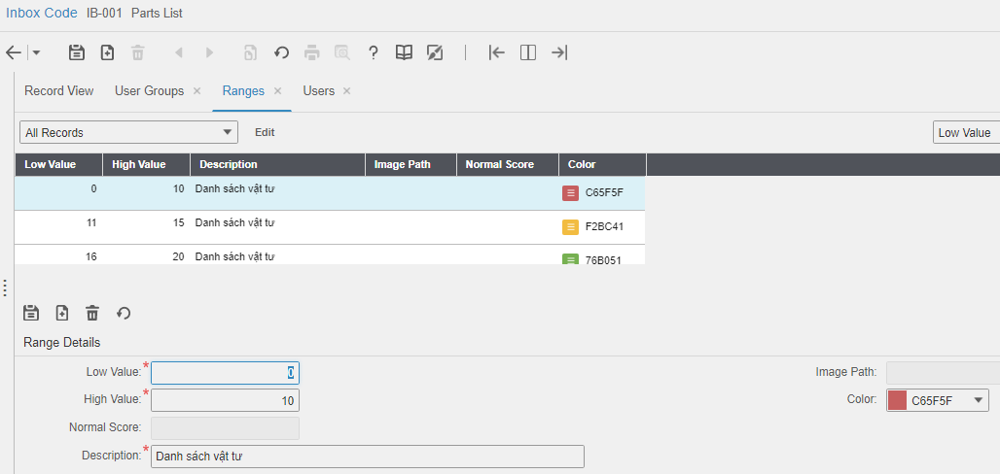 Inbox Code IB-001 Parts List
Record View User Groups Ranges Users
All Records Edit Low Value
Low Value High Value Description Image Path Normal Score Color
0 10 Danh sách vật tư C65F5F
11 15 Danh sách vật tư F2BC41
16 20 Danh sách vật tư 76B051
Range Details
Low Value:* 0 Image Path:
High Value:* 10 Color: C65F5F
Normal Score:
Description:* Danh sách vật tư